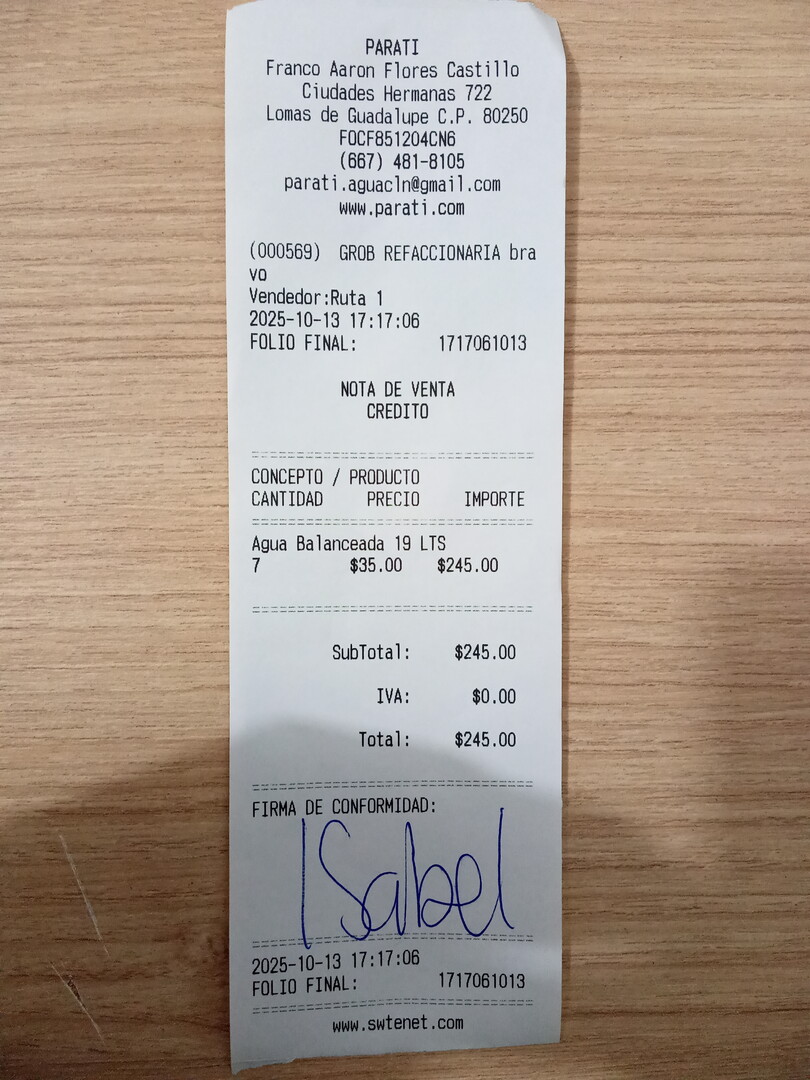 PARATI
Franco Aaron Flores Castillo
Ciudades Hermanas 722
Lomas de Guadalupe C.P. 80250
FOCF851204CN6
(667) 481-8105
parati.aguacln@gmail.com
www.parati.com
(000569) GROB REFACCIONARIA bra
vo
Vendedor:Ruta 1
2025-10-13 17:17:06
FOLIO FINAL: 1717061013
NOTA DE VENTA
CREDITO
CONCEPTO / PRODUCTO
CANTIDAD PRECIO IMPORTE
Agua Balanceada 19 LTS
7 $35.00 $245.00
SubTotal: $245.00
IVA: $0.00
Total: $245.00
FIRMA DE CONFORMIDAD:
ISabel
2025-10-13 17:17:06
FOLIO FINAL: 1717061013
www.swtenet.com